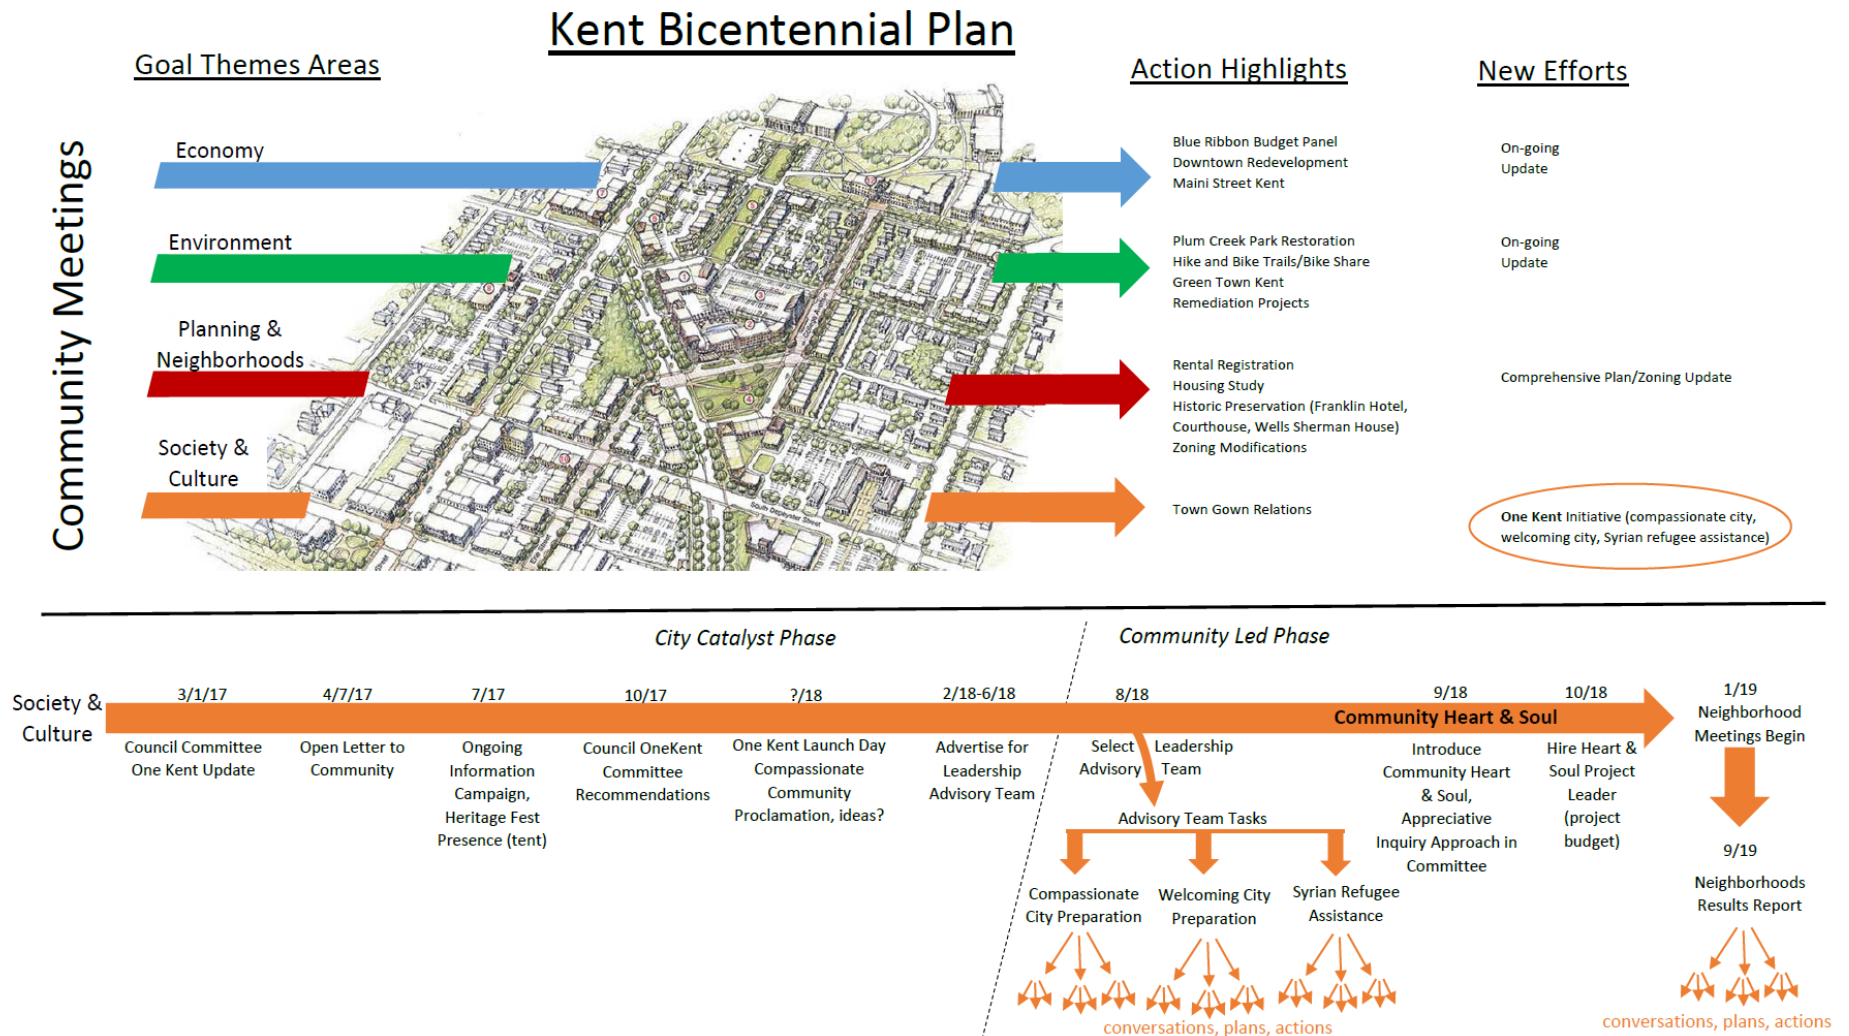 Kent Bicentennial Plan
Goal Themes Areas
Action Highlights
New Efforts
Community Meetings
Economy
Blue Ribbon Budget Panel
Downtown Redevelopment
Maini Street Kent
On-going
Update
Environment
Plum Creek Park Restoration
Hike and Bike Trails/Bike Share
Green Town Kent
Remediation Projects
On-going
Update
Planning &
Neighborhoods
Rental Registration
Housing Study
Historic Preservation (Franklin Hotel,
Courthouse, Wells Sherman House)
Zoning Modifications
Comprehensive Plan/Zoning Update
Society &
Culture
Town Gown Relations
One Kent Initiative (compassionate city,
welcoming city, Syrian refugee assistance)
South Depeyster Street
City Catalyst Phase
Community Led Phase
Society &
Culture
3/1/17
Council Committee
One Kent Update
4/7/17
Open Letter to
Community
7/17
Ongoing
Information
Campaign,
Heritage Fest
Presence (tent)
10/17
Council OneKent
Committee
Recommendations
?/18
One Kent Launch Day
Compassionate
Community
Proclamation, ideas?
2/18-6/18
Advertise for
Leadership
Advisory Team
8/18
Select Leadership
Advisory Team
Advisory Team Tasks
Compassionate
City Preparation
Welcoming City
Preparation
Syrian Refugee
Assistance
conversations, plans, actions
Community Heart & Soul
9/18
Introduce
Community Heart
& Soul,
Appreciative
Inquiry Approach in
Committee
10/18
Hire Heart &
Soul Project
Leader
(project
budget)
1/19
Neighborhood
Meetings Begin
9/19
Neighborhoods
Results Report
conversations, plans, actions